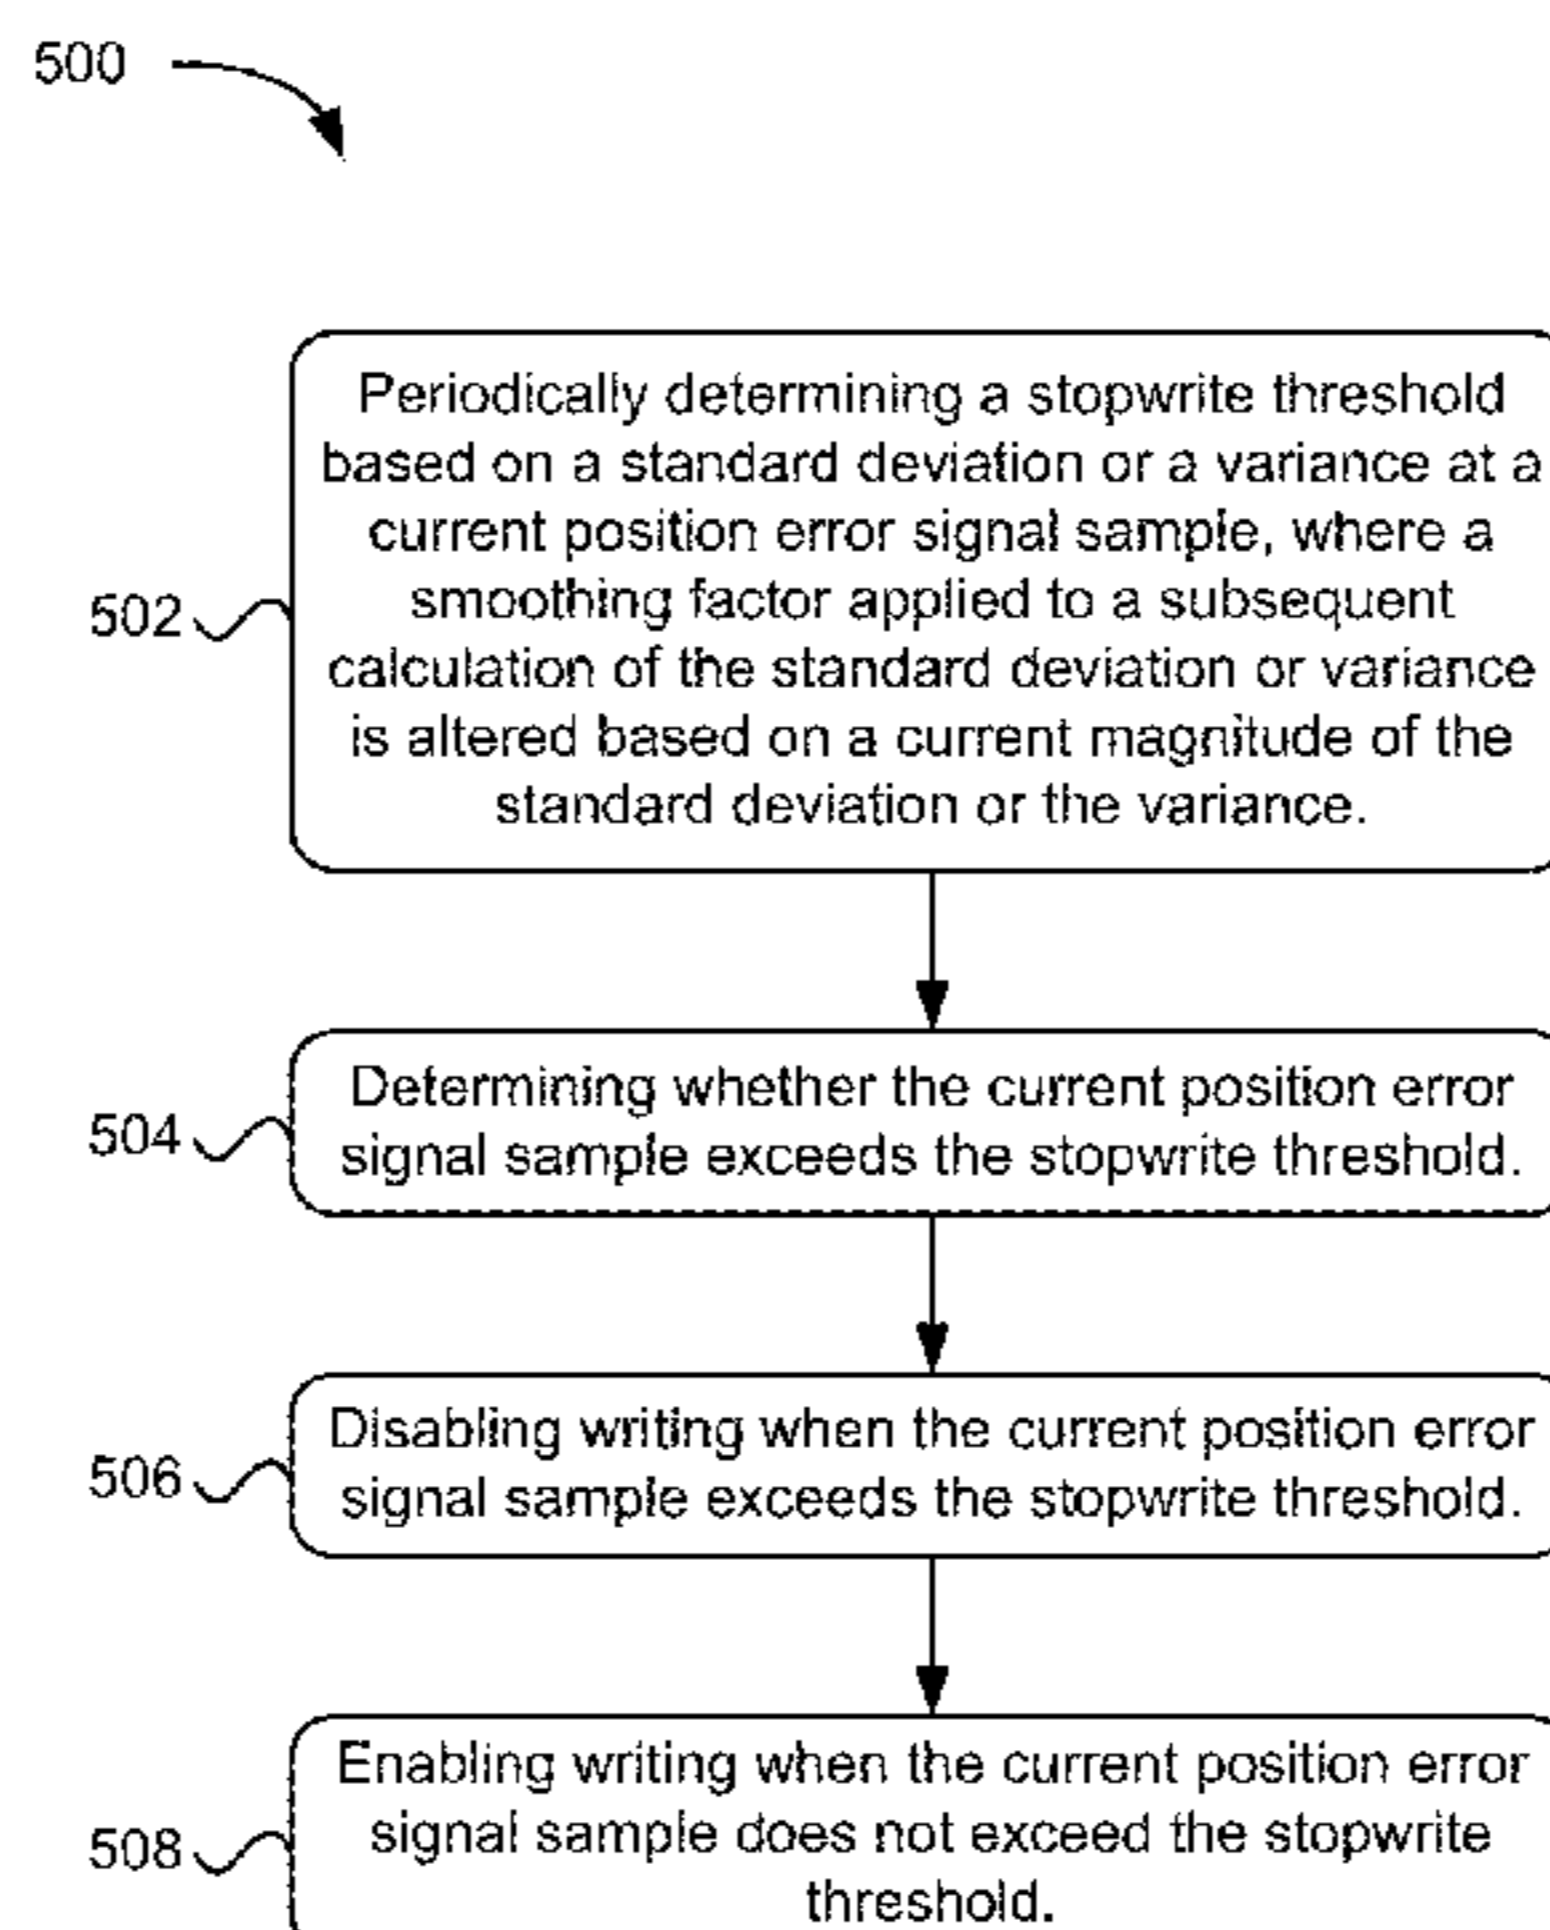 500
Periodically determining a stopwrite threshold
based on a standard deviation or a variance at a
current position error signal sample, where a
smoothing factor applied to a subsequent
502
calculation of the standard deviation or variance
is altered based on a current magnitude of the
standard deviation or the variance.
Determining whether the current position error
504
signal sample exceeds the stopwrite threshold.
Disabling writing when the current position error
506
signal sample exceeds the stopwrite threshold.
Enabling writing when the current position error
signal sample does not exceed the stopwrite
508
threshold.